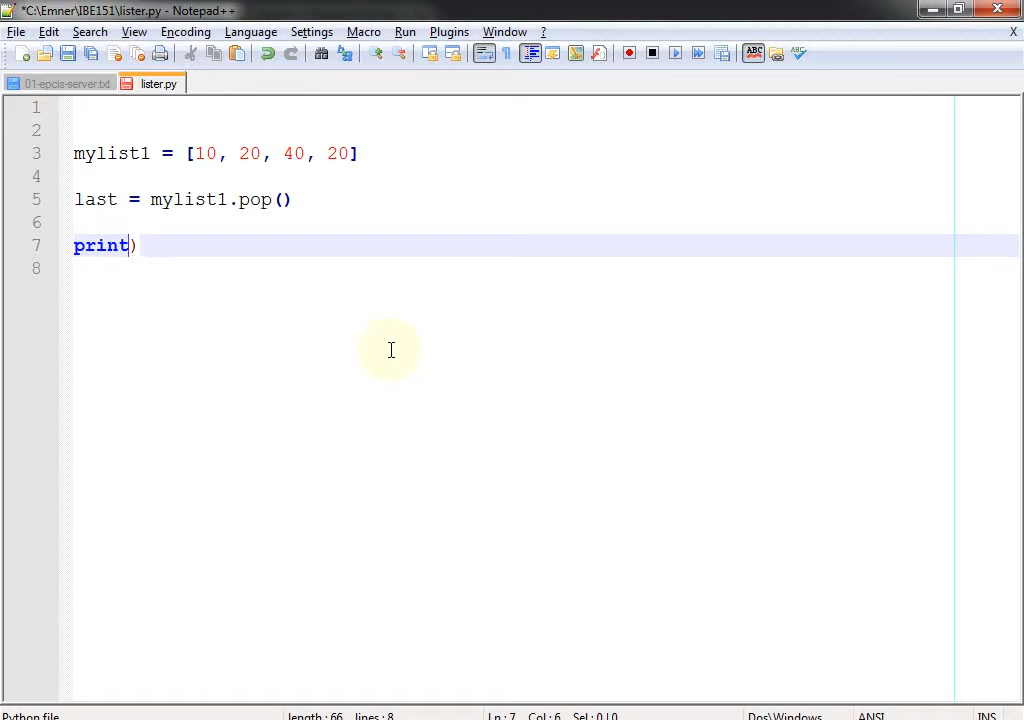 *C:\Emner\IBE151\lister.py - Notepad++
File Edit Search View Encoding Language Settings Macro Run Plugins Window ? X
01-epcis-server.txt lister.py
1
2
3 mylist1 = [10, 20, 40, 20]
4
5 last = mylist1.pop()
6
7 print)
8
Python file length : 66 lines : 8 Ln : 7 Col : 6 Sel : 0 | 0 Dos\Windows ANSI INS